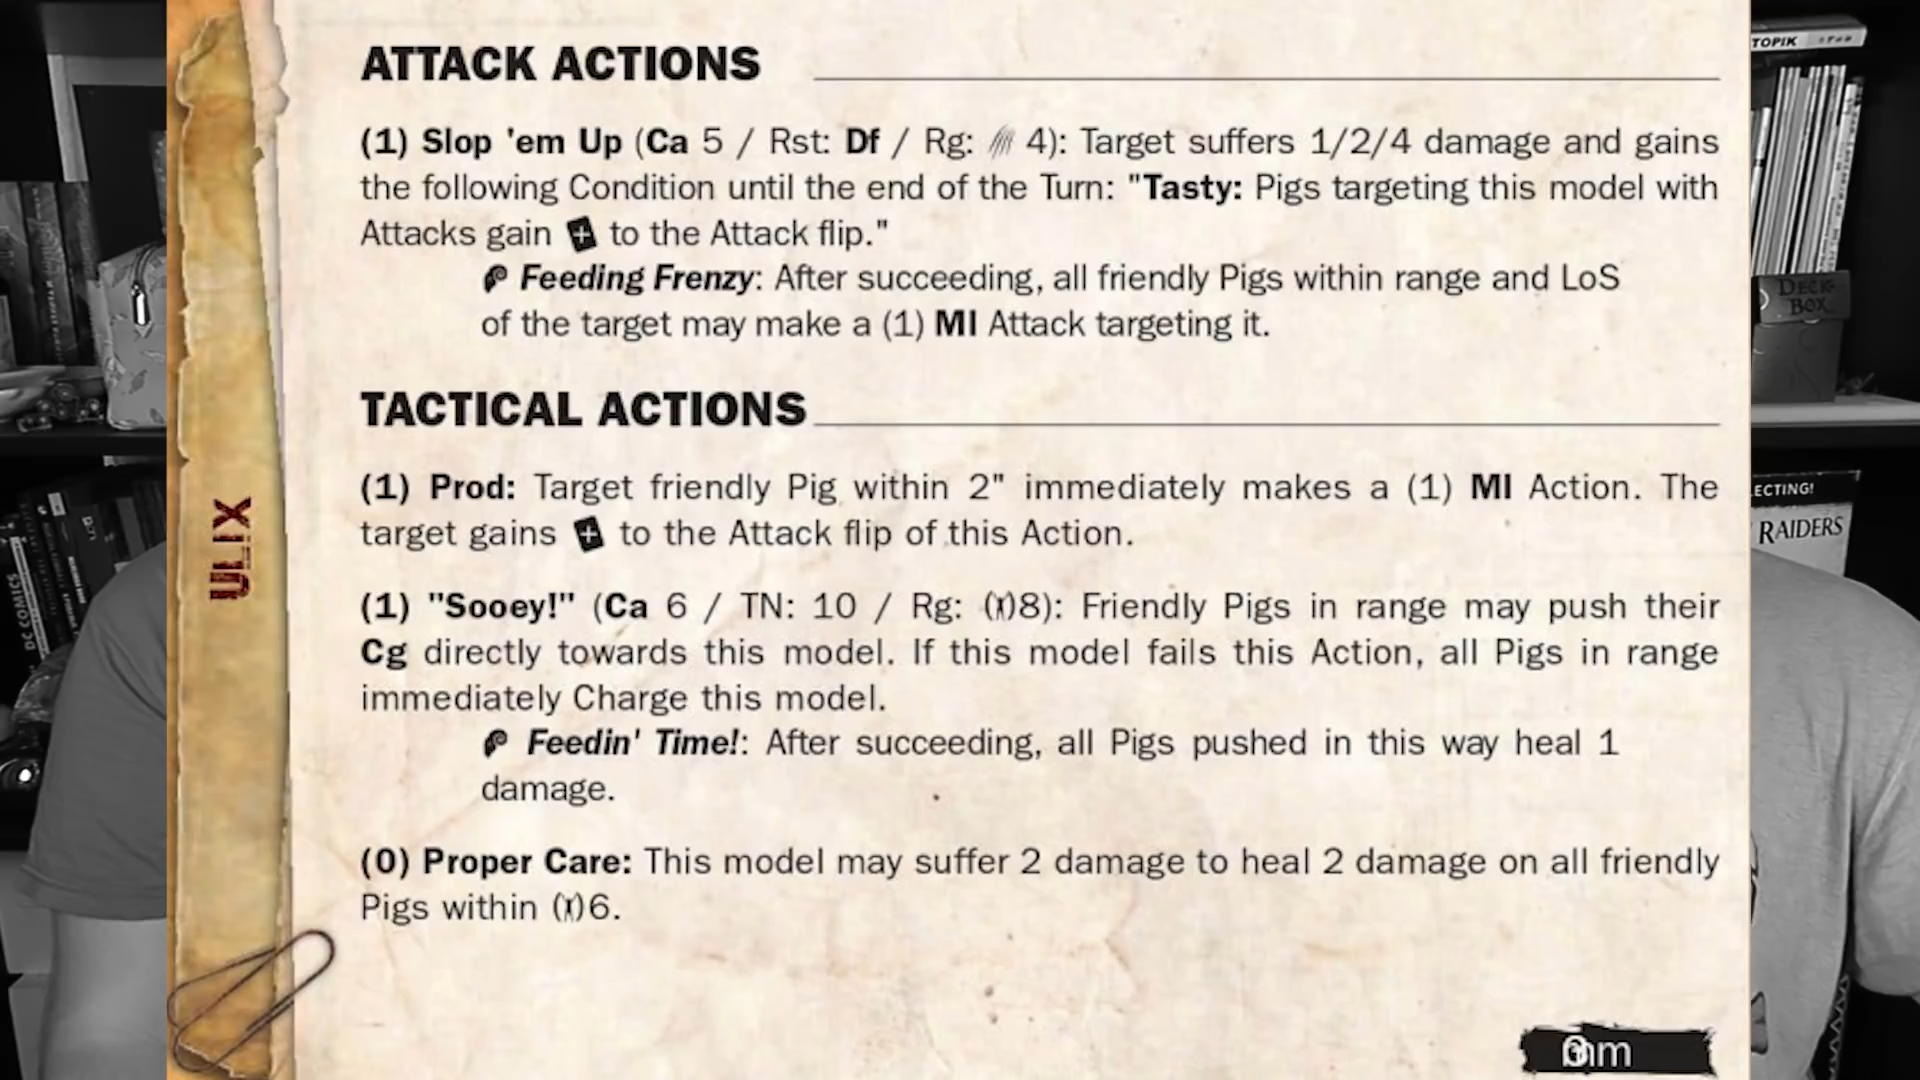 ATTACK ACTIONS
(1) Slop 'em Up (Ca 5 / Rst: Df / Rg: 4): Target suffers 1/2/4 damage and gains
the following Condition until the end of the Turn: "Tasty: Pigs targeting this model with
Attacks gain + to the Attack flip."
Feeding Frenzy: After succeeding, all friendly Pigs within range and LoS
of the target may make a (1) Ml Attack targeting it.
TACTICAL ACTIONS
(1) Prod: Target friendly Pig within 2" immediately makes a (1) Ml Action. The
target gains + to the Attack flip of this Action.
(1) "Sooey!" (Ca 6 / TN: 10 / Rg: 8): Friendly Pigs in range may push their
Cg directly towards this model. If this model fails this Action, all Pigs in range
immediately Charge this model.
Feedin' Time!: After succeeding, all Pigs pushed in this way heal 1
damage.
(0) Proper Care: This model may suffer 2 damage to heal 2 damage on all friendly
Pigs within 6.
ULIX
TOPIK
DECK
BOX
ECTING!
RAIDERS
DC COMICS